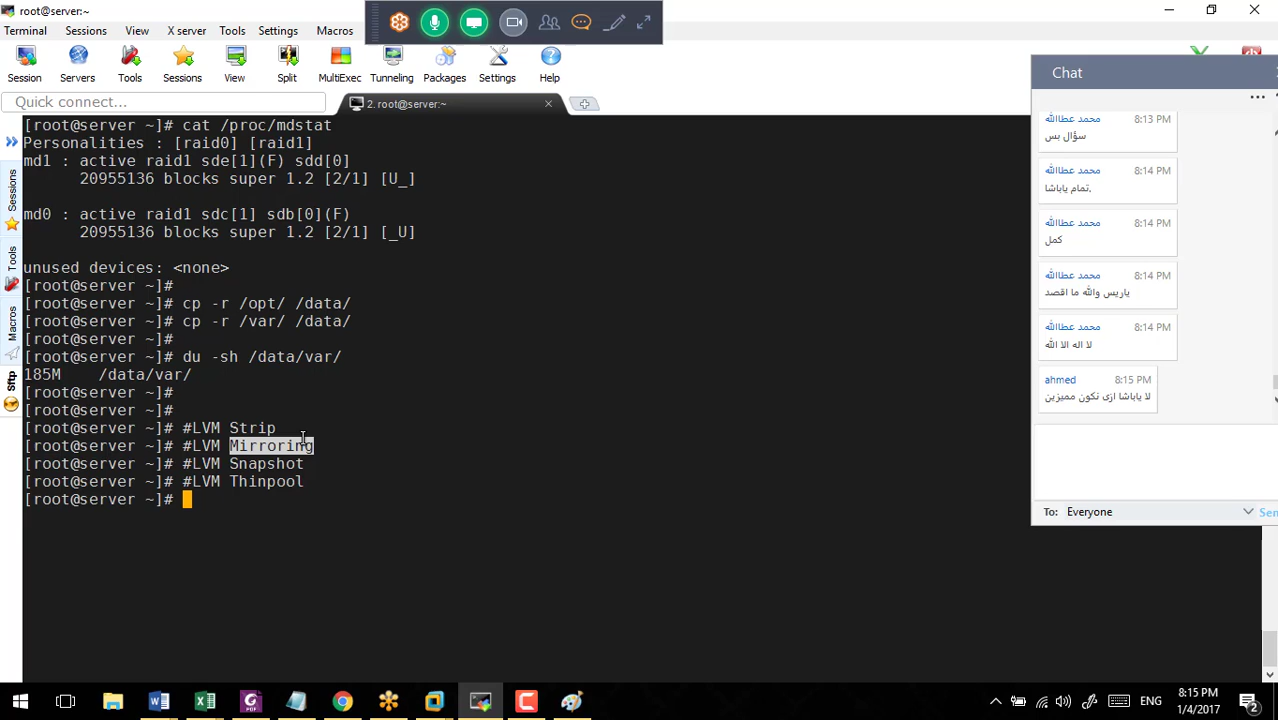 root@server:~
Terminal Sessions View X server Tools Settings Macros
Session Servers Tools Sessions View Split MultiExec Tunneling Packages Settings Help
Quick connect...
2. root@server:~
[root@server ~]# cat /proc/mdstat
Personalities : [raid0] [raid1]
md1 : active raid1 sde[1](F) sdd[0]
20955136 blocks super 1.2 [2/1] [U_]
md0 : active raid1 sdc[1] sdb[0](F)
20955136 blocks super 1.2 [2/1] [_U]
unused devices: <none>
[root@server ~]#
[root@server ~]# cp -r /opt/ /data/
[root@server ~]# cp -r /var/ /data/
[root@server ~]#
[root@server ~]# du -sh /data/var/
185M /data/var/
[root@server ~]#
[root@server ~]#
[root@server ~]# #LVM Strip
[root@server ~]# #LVM Mirroring
[root@server ~]# #LVM Snapshot
[root@server ~]# #LVM Thinpool
[root@server ~]#
Sessions
Tools
Macros
Sftp
Chat
محمد عطاالله 8:13 PM
سؤال بس
محمد عطاالله 8:14 PM
تمام ياباشا.
محمد عطاالله 8:14 PM
كمل
محمد عطاالله 8:14 PM
ياريس والله ما اقصد
محمد عطاالله 8:14 PM
لا اله الا الله
ahmed 8:15 PM
لا ياباشا ازى نكون مميزين
To: Everyone
Sen
ENG
8:15 PM
1/4/2017
2